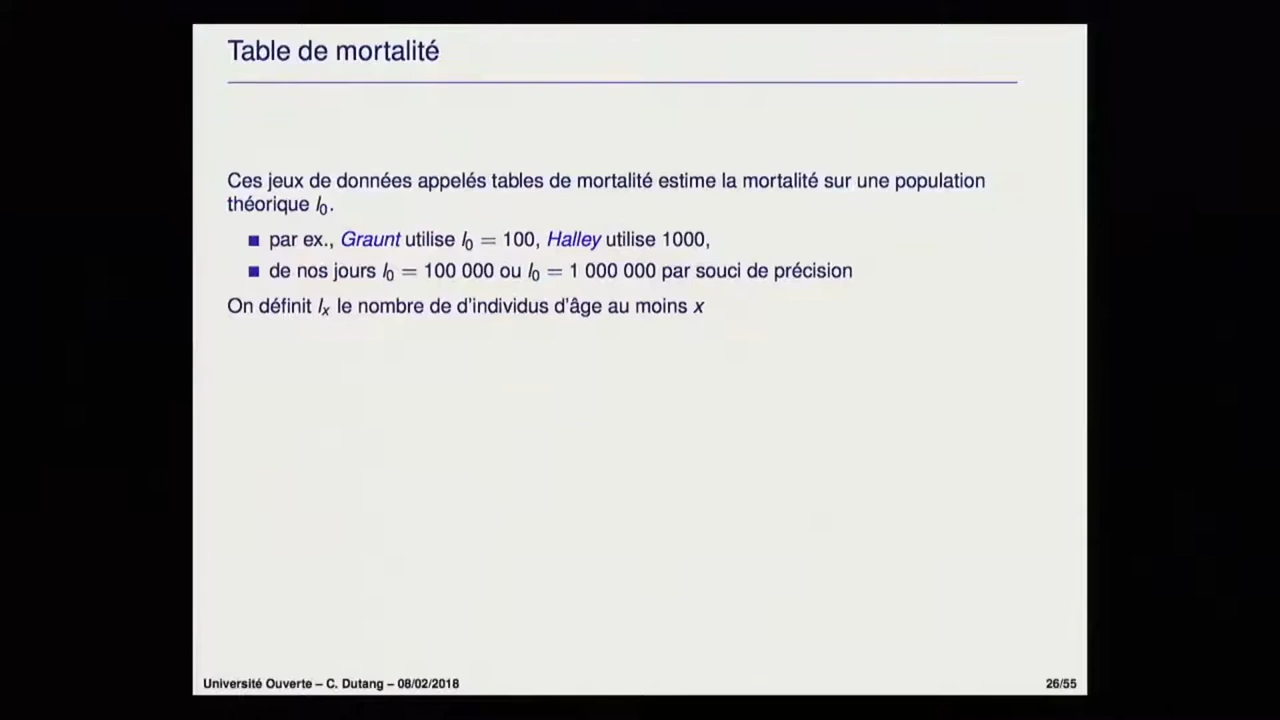 Table de mortalité
Ces jeux de données appelés tables de mortalité estime la mortalité sur une population
théorique l₀.
par ex., Graunt utilise l₀ = 100, Halley utilise 1000,
de nos jours l₀ = 100 000 ou l₀ = 1 000 000 par souci de précision
On définit lₓ le nombre de d'individus d'âge au moins x
Université Ouverte – C. Dutang – 08/02/2018
26/55